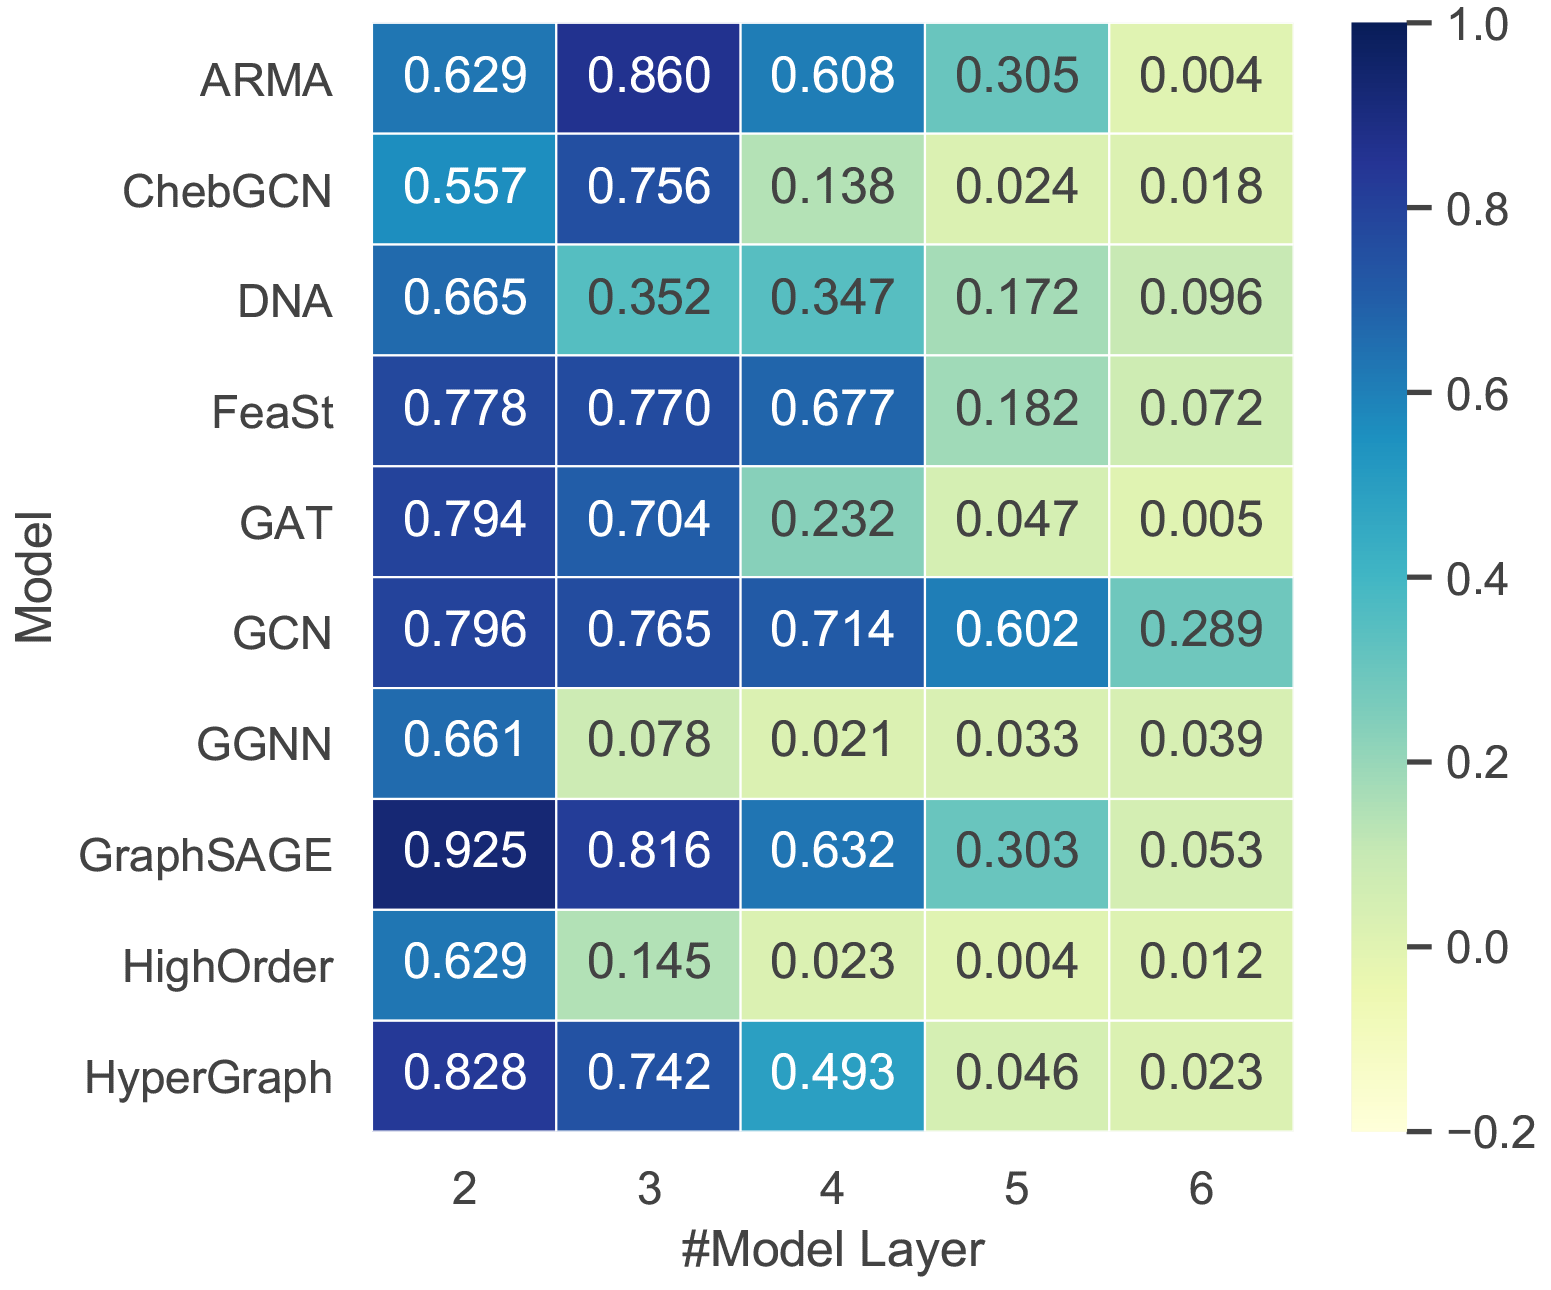 ARMA 0.629 0.860 0.608 0.305 0.004
ChebGCN 0.557 0.756 0.138 0.024 0.018
DNA 0.665 0.352 0.347 0.172 0.096
FeaSt 0.778 0.770 0.677 0.182 0.072
GAT 0.794 0.704 0.232 0.047 0.005
GCN 0.796 0.765 0.714 0.602 0.289
GGNN 0.661 0.078 0.021 0.033 0.039
GraphSAGE 0.925 0.816 0.632 0.303 0.053
HighOrder 0.629 0.145 0.023 0.004 0.012
HyperGraph 0.828 0.742 0.493 0.046 0.023
2 3 4 5 6
#Model Layer
Model
1.0
0.8
0.6
0.4
0.2
0.0
−0.2